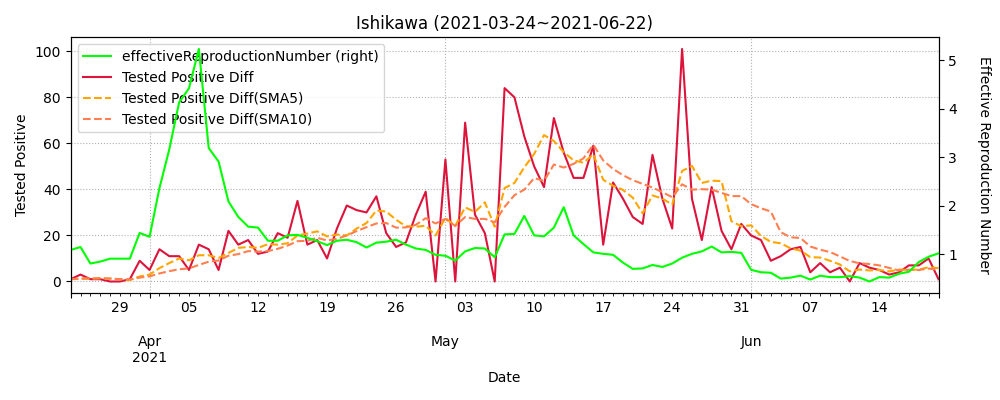 Ishikawa (2021-03-24~2021-06-22)
effectiveReproductionNumber (right)
Tested Positive Diff
Tested Positive Diff(SMA5)
Tested Positive Diff(SMA10)
Tested Positive
100
80
60
40
20
0
Effective Reproduction Number
5
4
3
2
1
29 05 12 19 26 03 10 17 24 31 07 14
Apr May Jun
2021
Date